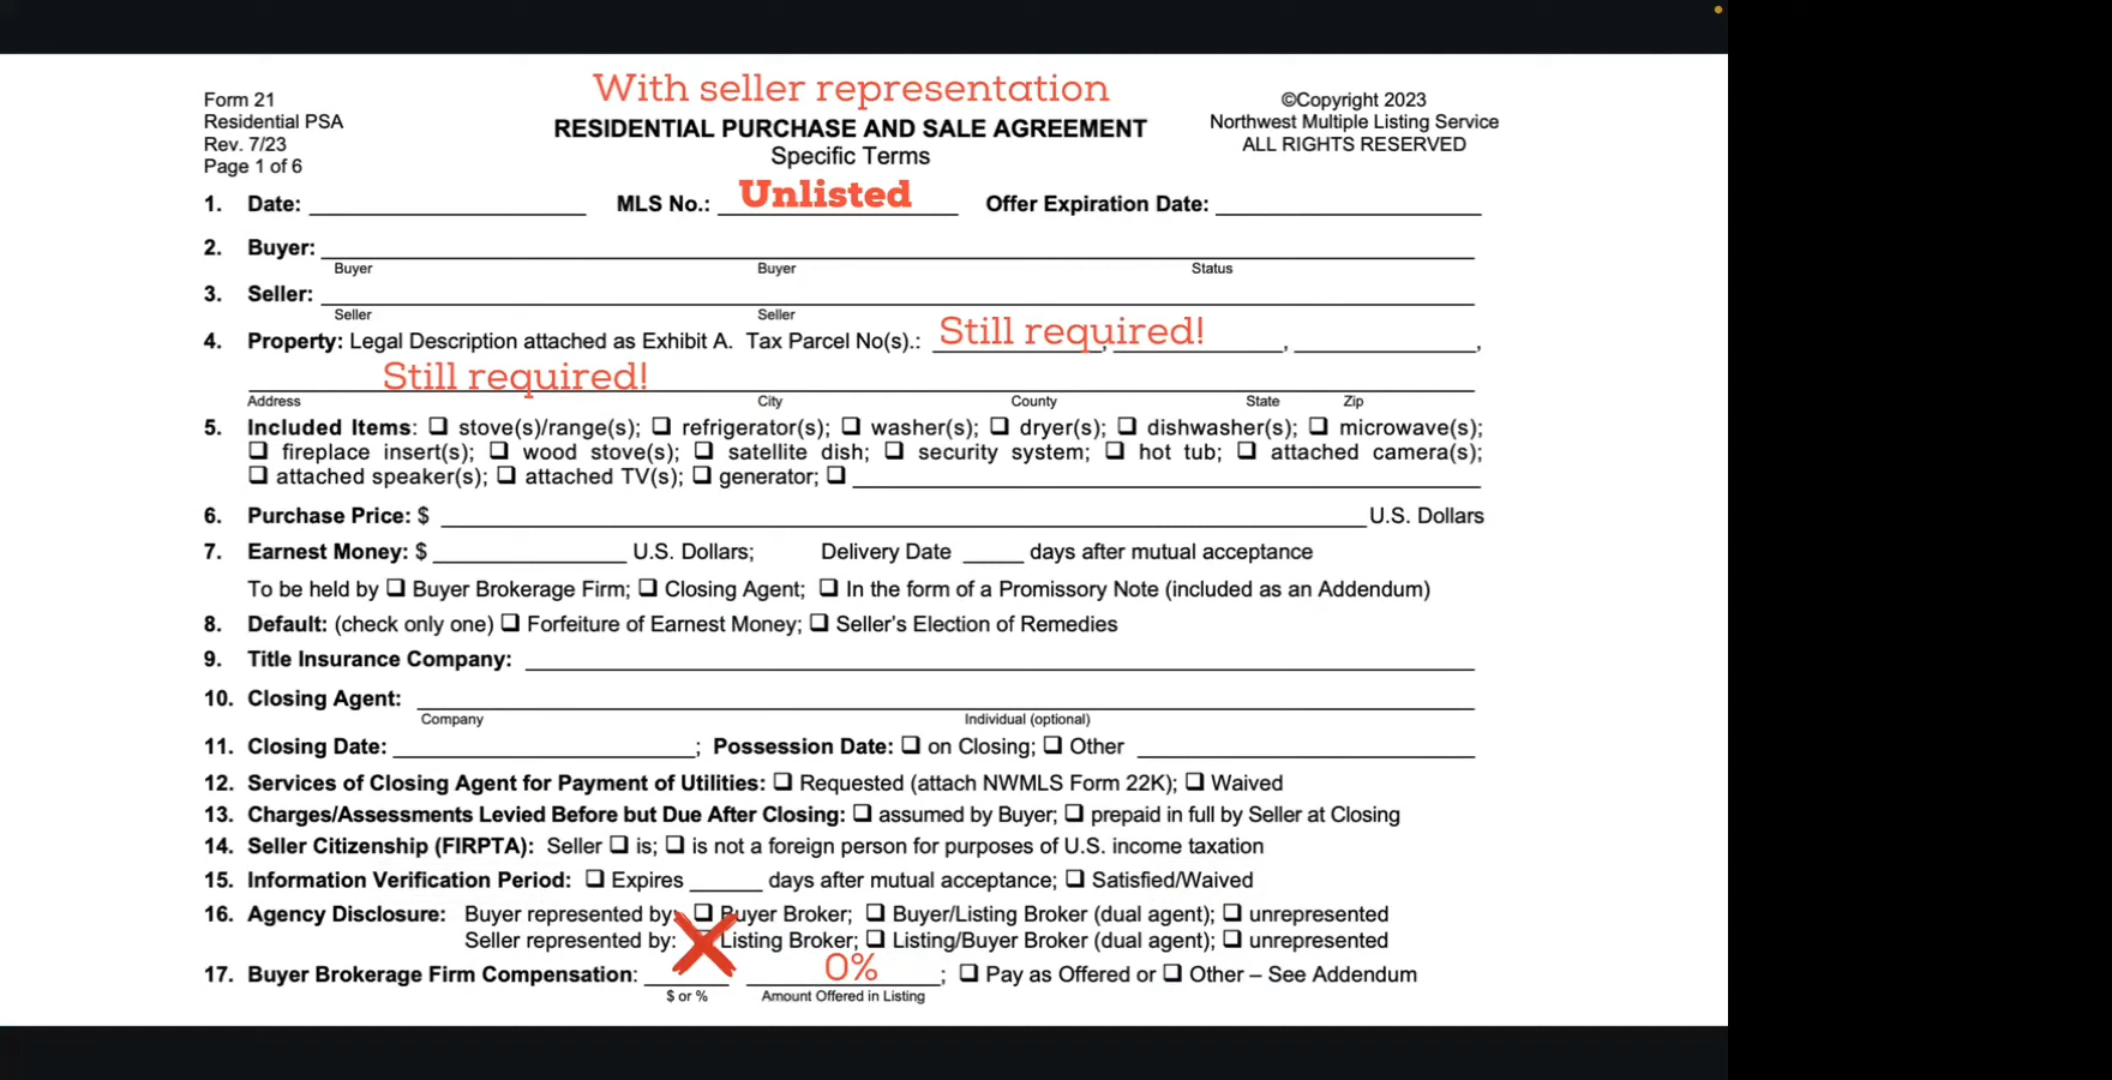 With seller representation
Form 21
Residential PSA
Rev. 7/23
Page 1 of 6
RESIDENTIAL PURCHASE AND SALE AGREEMENT
Specific Terms
©Copyright 2023
Northwest Multiple Listing Service
ALL RIGHTS RESERVED
1. Date: MLS No.: Unlisted Offer Expiration Date:
2. Buyer:
Buyer Buyer Status
3. Seller:
Seller Seller
4. Property: Legal Description attached as Exhibit A. Tax Parcel No(s).: Still required! , , ,
Still required!
Address City County State Zip
5. Included Items: ❑ stove(s)/range(s); ❑ refrigerator(s); ❑ washer(s); ❑ dryer(s); ❑ dishwasher(s); ❑ microwave(s);
❑ fireplace insert(s); ❑ wood stove(s); ❑ satellite dish; ❑ security system; ❑ hot tub; ❑ attached camera(s);
❑ attached speaker(s); ❑ attached TV(s); ❑ generator; ❑
6. Purchase Price: $ U.S. Dollars
7. Earnest Money: $ U.S. Dollars; Delivery Date days after mutual acceptance
To be held by ❑ Buyer Brokerage Firm; ❑ Closing Agent; ❑ In the form of a Promissory Note (included as an Addendum)
8. Default: (check only one) ❑ Forfeiture of Earnest Money; ❑ Seller's Election of Remedies
9. Title Insurance Company:
10. Closing Agent:
Company Individual (optional)
11. Closing Date: ; Possession Date: ❑ on Closing; ❑ Other
12. Services of Closing Agent for Payment of Utilities: ❑ Requested (attach NWMLS Form 22K); ❑ Waived
13. Charges/Assessments Levied Before but Due After Closing: ❑ assumed by Buyer; ❑ prepaid in full by Seller at Closing
14. Seller Citizenship (FIRPTA): Seller ❑ is; ❑ is not a foreign person for purposes of U.S. income taxation
15. Information Verification Period: ❑ Expires days after mutual acceptance; ❑ Satisfied/Waived
16. Agency Disclosure: Buyer represented by: ❑ Buyer Broker; ❑ Buyer/Listing Broker (dual agent); ❑ unrepresented
Seller represented by: ❑ Listing Broker; ❑ Listing/Buyer Broker (dual agent); ❑ unrepresented
17. Buyer Brokerage Firm Compensation: 0% ; ❑ Pay as Offered or ❑ Other – See Addendum
$ or % Amount Offered in Listing